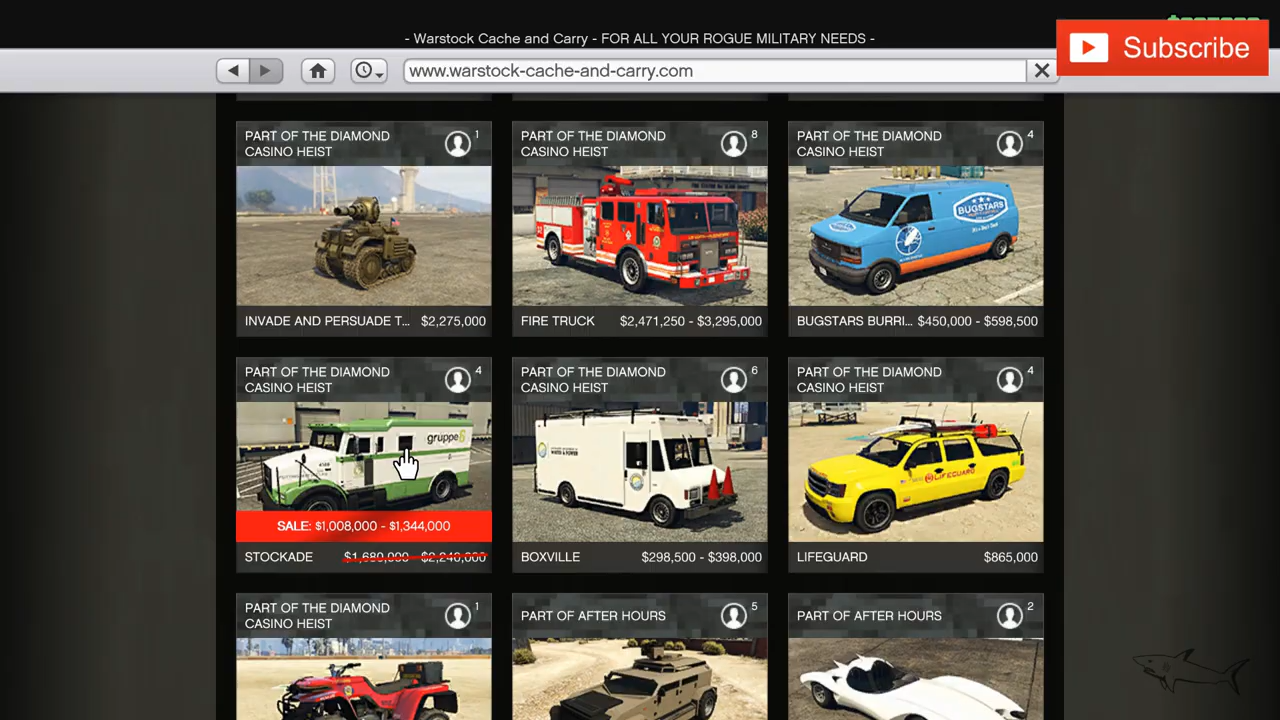 - Warstock Cache and Carry - FOR ALL YOUR ROGUE MILITARY NEEDS -
Subscribe
www.warstock-cache-and-carry.com
PART OF THE DIAMOND
CASINO HEIST
1
PART OF THE DIAMOND
CASINO HEIST
8
PART OF THE DIAMOND
CASINO HEIST
4
BUGSTARS
BUGSTARS
INVADE AND PERSUADE T... $2,275,000
FIRE TRUCK $2,471,250 - $3,295,000
BUGSTARS BURRI... $450,000 - $598,500
PART OF THE DIAMOND
CASINO HEIST
4
PART OF THE DIAMOND
CASINO HEIST
6
PART OF THE DIAMOND
CASINO HEIST
4
gruppe6
LIFEGUARD
SALE: $1,008,000 - $1,344,000
STOCKADE $1,680,000 - $2,240,000
BOXVILLE $298,500 - $398,000
LIFEGUARD $865,000
PART OF THE DIAMOND
CASINO HEIST
1
PART OF AFTER HOURS
5
PART OF AFTER HOURS
2